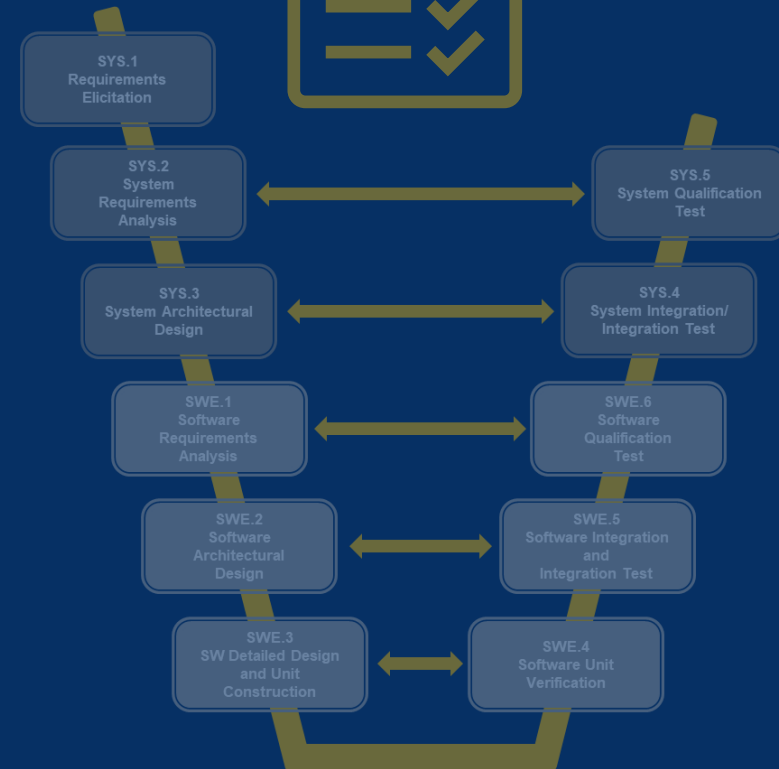 SYS.1
Requirements
Elicitation
SYS.2
System
Requirements
Analysis
SYS.5
System Qualification
Test
SYS.3
System Architectural
Design
SYS.4
System Integration/
Integration Test
SWE.1
Software
Requirements
Analysis
SWE.6
Software
Qualification
Test
SWE.2
Software
Architectural
Design
SWE.5
Software Integration
and
Integration Test
SWE.3
SW Detailed Design
and Unit
Construction
SWE.4
Software Unit
Verification